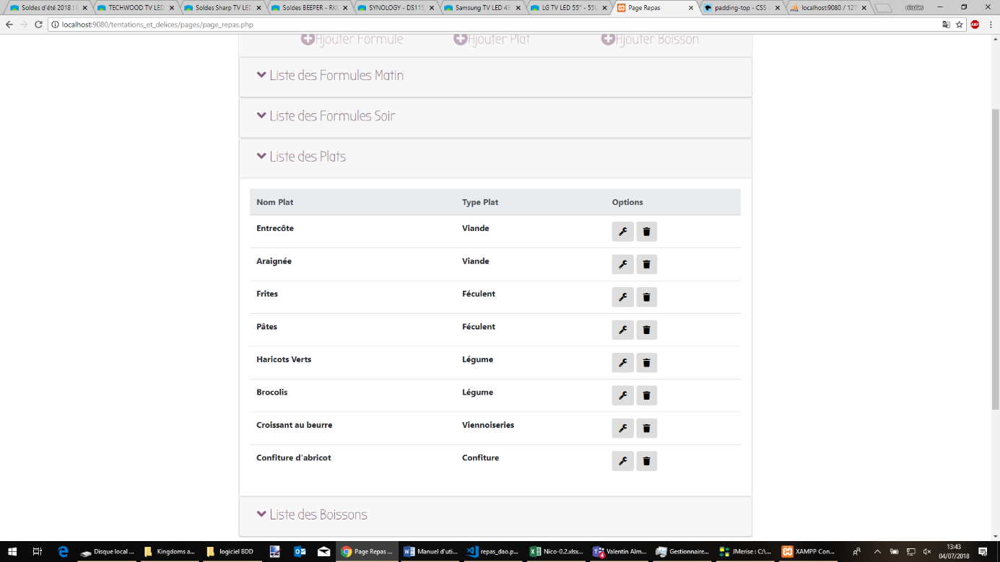 Soldes d'été 2018 ! F
TECHWOOD TV LED
Soldes Sharp TV LED
Soldes BEEPER - RK
SYNOLOGY - DS115
Samsung TV LED 43
LG TV LED 55" - 55U
Page Repas
padding-top - CSS :
localhost:9080 / 127
nicolas
localhost:9080/tentations_et_delices/pages/page_repas.php
ABP
Ajouter Formule
Ajouter Plat
Ajouter Boisson
Liste des Formules Matin
Liste des Formules Soir
Liste des Plats
Nom Plat Type Plat Options
Entrecôte Viande
Araignée Viande
Frites Féculent
Pâtes Féculent
Haricots Verts Légume
Brocolis Légume
Croissant au beurre Viennoiseries
Confiture d'abricot Confiture
Liste des Boissons
Disque local ...
Kingdoms a...
logiciel BDD
Page Repas ...
Manuel d'uti...
repas_dao.p...
Nico-0.2.xlsx...
4
Valentin Alm...
Gestionnaire...
JMerise : C:\...
XAMPP Con...
13:43
04/07/2018